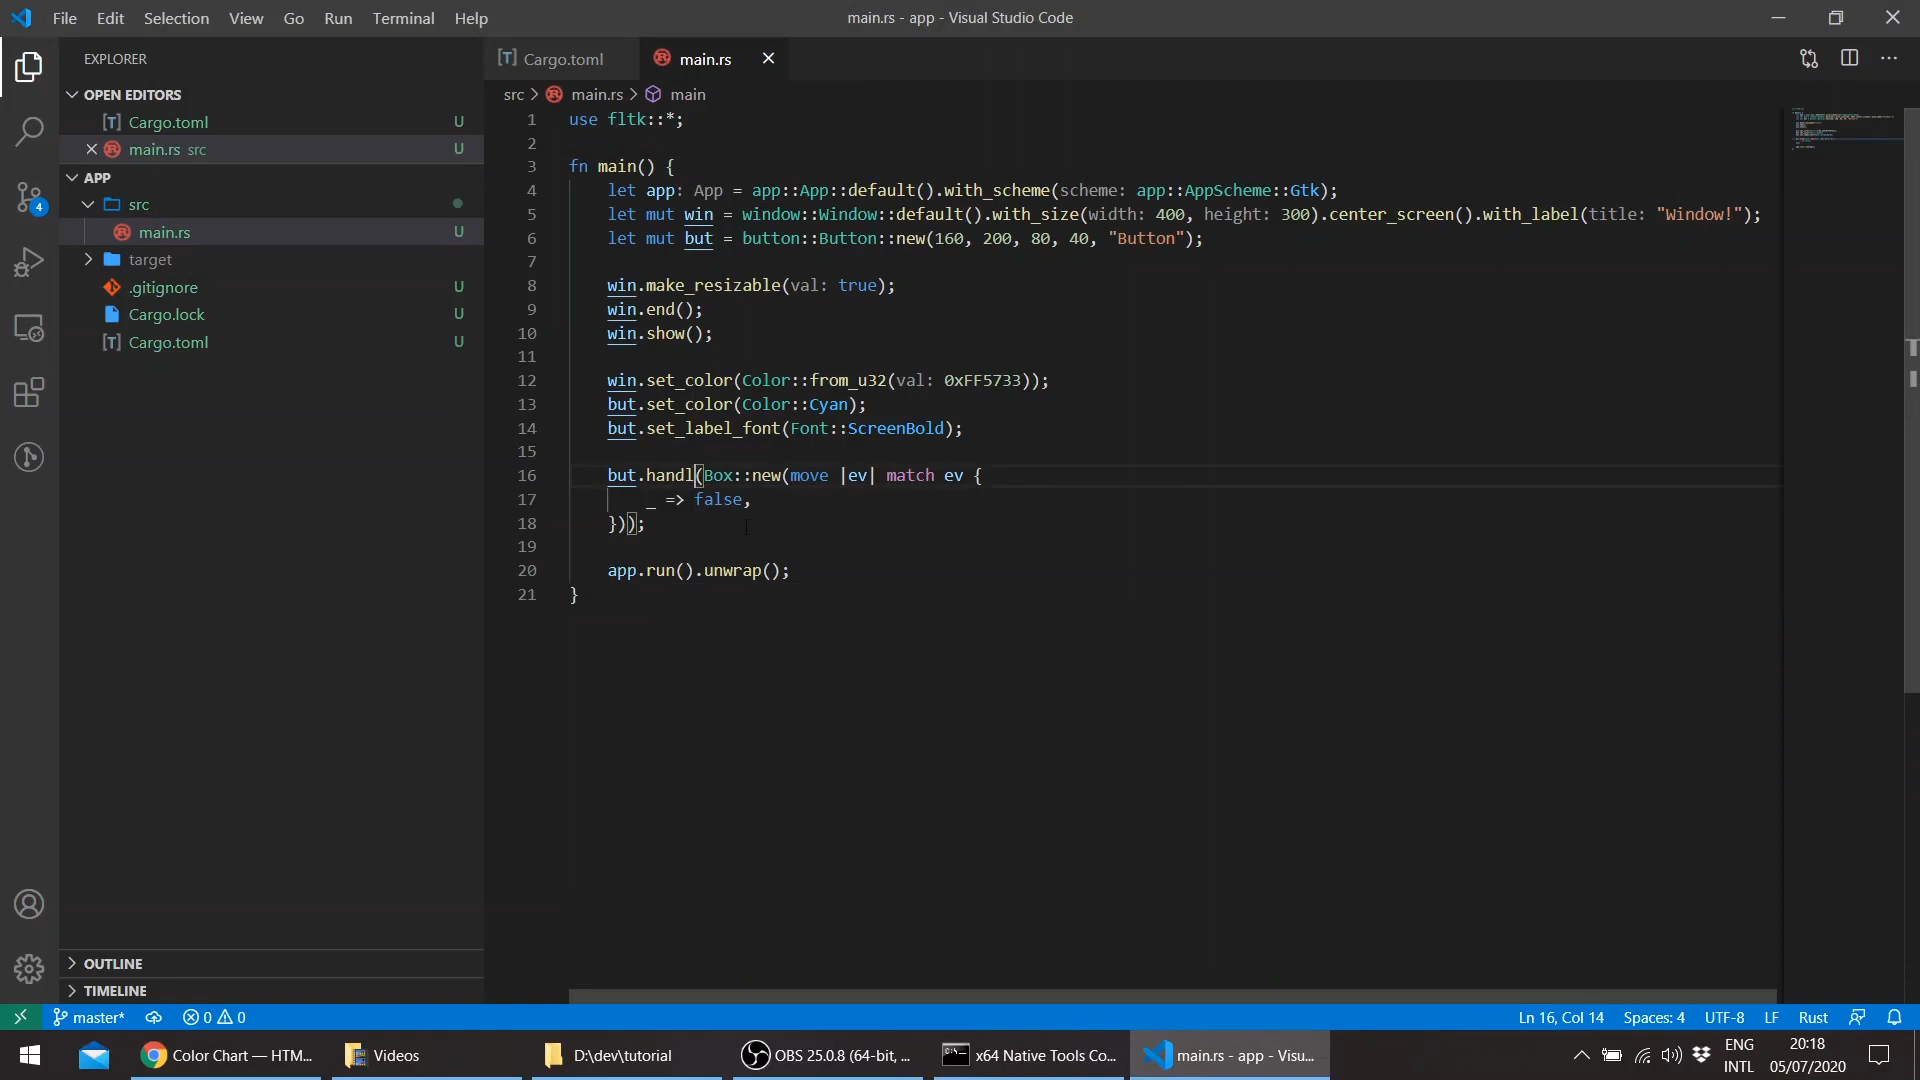 File Edit Selection View Go Run Terminal Help
main.rs - app - Visual Studio Code
EXPLORER
OPEN EDITORS
[T] Cargo.toml U
main.rs src U
APP
src
main.rs U
target
.gitignore U
Cargo.lock U
[T] Cargo.toml U
OUTLINE
TIMELINE
4
[T] Cargo.toml
main.rs
src > main.rs > main
1 use fltk::*;
2
3 fn main() {
4 let app: App = app::App::default().with_scheme(scheme: app::AppScheme::Gtk);
5 let mut win = window::Window::default().with_size(width: 400, height: 300).center_screen().with_label(title: "Window!");
6 let mut but = button::Button::new(160, 200, 80, 40, "Button");
7
8 win.make_resizable(val: true);
9 win.end();
10 win.show();
11
12 win.set_color(Color::from_u32(val: 0xFF5733));
13 but.set_color(Color::Cyan);
14 but.set_label_font(Font::ScreenBold);
15
16 but.handl(Box::new(move |ev| match ev {
17 _ => false,
18 }));
19
20 app.run().unwrap();
21 }
master* 0 0
Ln 16, Col 14 Spaces: 4 UTF-8 LF Rust
Color Chart — HTM...
Videos
D:\dev\tutorial
OBS 25.0.8 (64-bit, ...
x64 Native Tools Co...
main.rs - app - Visu...
ENG
INTL
20:18
05/07/2020